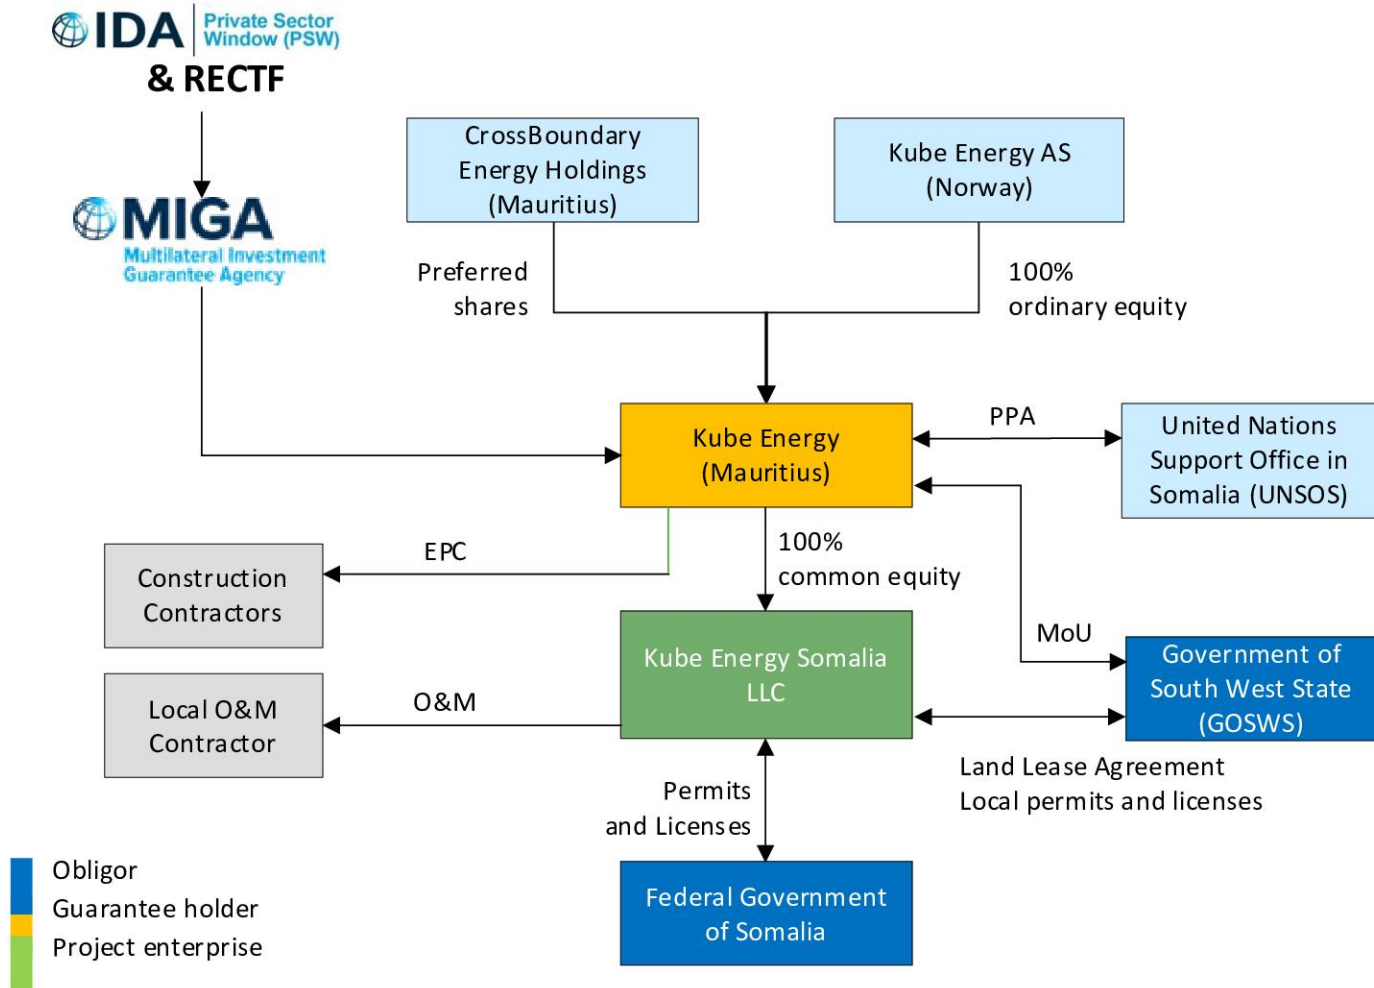 IDA Private Sector
Window (PSW)
& RECTF
MIGA
Multilateral Investment
Guarantee Agency
CrossBoundary
Energy Holdings
(Mauritius)
Kube Energy AS
(Norway)
Preferred
shares
100%
ordinary equity
Kube Energy
(Mauritius)
PPA
United Nations
Support Office in
Somalia (UNSOS)
EPC
100%
common equity
Construction
Contractors
MoU
Kube Energy Somalia
LLC
Government of
South West State
(GOSWS)
O&M
Local O&M
Contractor
Land Lease Agreement
Local permits and licenses
Permits
and Licenses
Federal Government
of Somalia
Obligor
Guarantee holder
Project enterprise